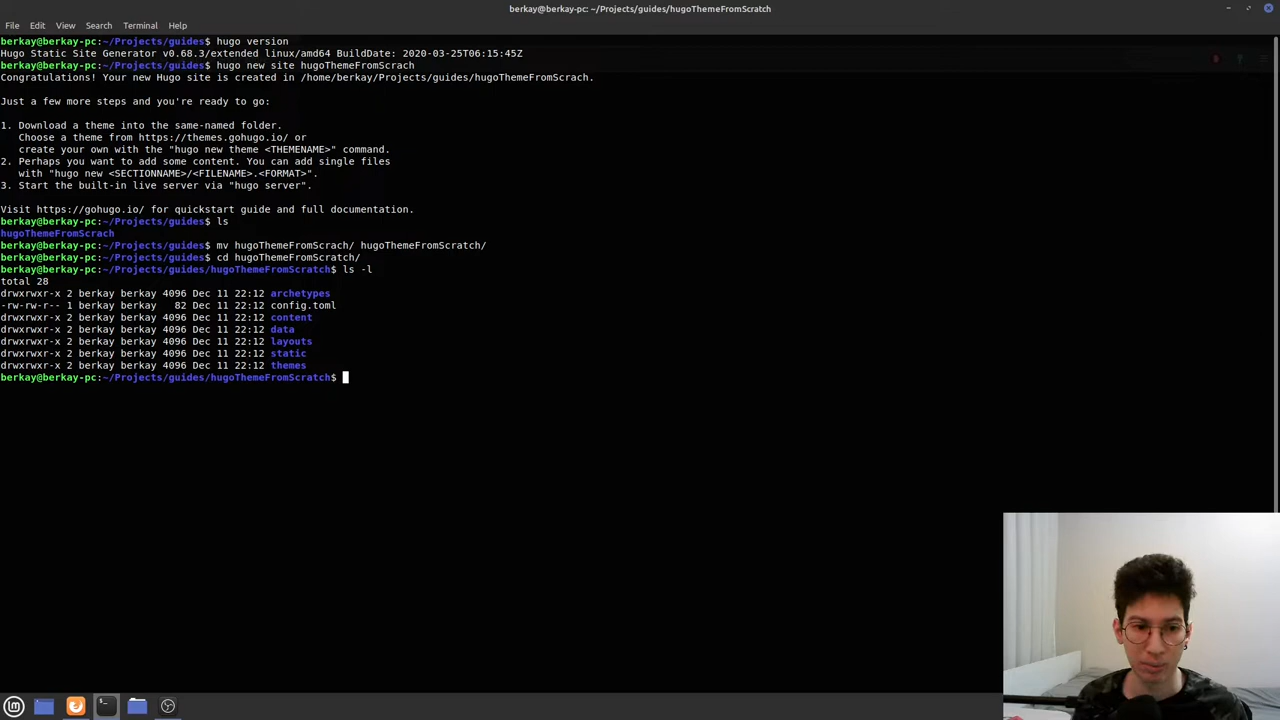 berkay@berkay-pc: ~/Projects/guides/hugoThemeFromScratch
File Edit View Search Terminal Help
berkay@berkay-pc:~/Projects/guides$ hugo version
Hugo Static Site Generator v0.68.3/extended linux/amd64 BuildDate: 2020-03-25T06:15:45Z
berkay@berkay-pc:~/Projects/guides$ hugo new site hugoThemeFromScrach
Congratulations! Your new Hugo site is created in /home/berkay/Projects/guides/hugoThemeFromScrach.
Just a few more steps and you're ready to go:
1. Download a theme into the same-named folder.
Choose a theme from https://themes.gohugo.io/ or
create your own with the "hugo new theme <THEMENAME>" command.
2. Perhaps you want to add some content. You can add single files
with "hugo new <SECTIONNAME>/<FILENAME>.<FORMAT>".
3. Start the built-in live server via "hugo server".
Visit https://gohugo.io/ for quickstart guide and full documentation.
berkay@berkay-pc:~/Projects/guides$ ls
hugoThemeFromScrach
berkay@berkay-pc:~/Projects/guides$ mv hugoThemeFromScrach/ hugoThemeFromScratch/
berkay@berkay-pc:~/Projects/guides$ cd hugoThemeFromScratch/
berkay@berkay-pc:~/Projects/guides/hugoThemeFromScratch$ ls -l
total 28
drwxrwxr-x 2 berkay berkay 4096 Dec 11 22:12 archetypes
-rw-rw-r-- 1 berkay berkay   82 Dec 11 22:12 config.toml
drwxrwxr-x 2 berkay berkay 4096 Dec 11 22:12 content
drwxrwxr-x 2 berkay berkay 4096 Dec 11 22:12 data
drwxrwxr-x 2 berkay berkay 4096 Dec 11 22:12 layouts
drwxrwxr-x 2 berkay berkay 4096 Dec 11 22:12 static
drwxrwxr-x 2 berkay berkay 4096 Dec 11 22:12 themes
berkay@berkay-pc:~/Projects/guides/hugoThemeFromScratch$